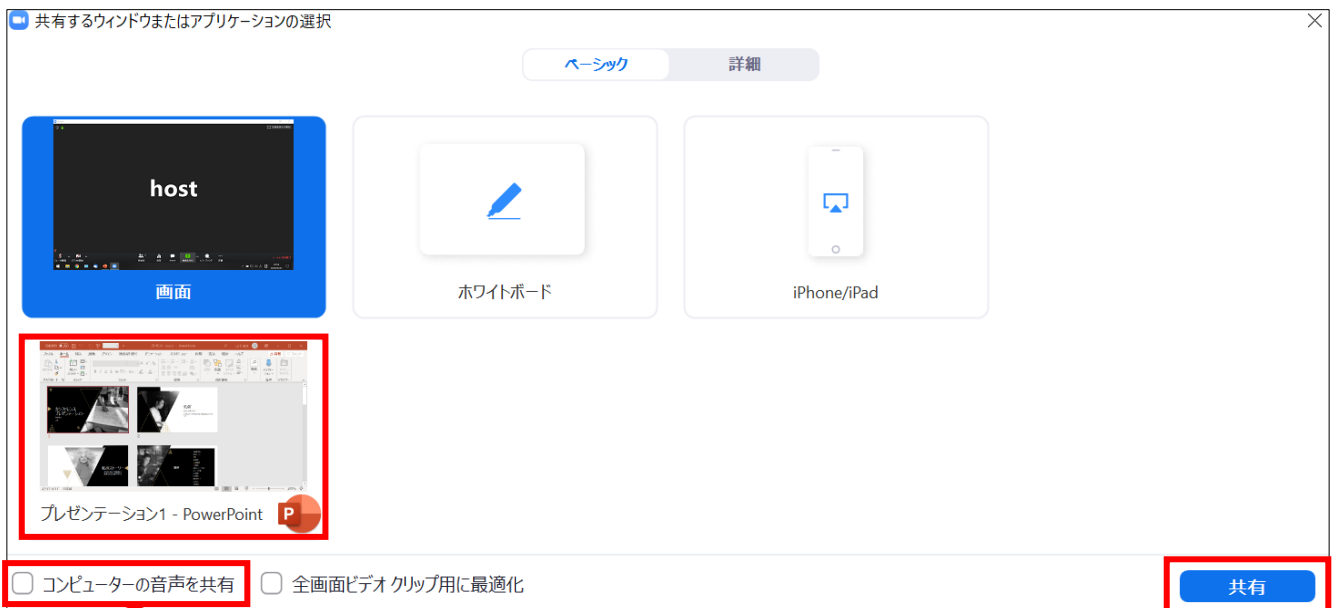 共有するウィンドウまたはアプリケーションの選択
ベーシック
詳細
host
画面
ホワイトボード
iPhone/iPad
プレゼンテーション1 - PowerPoint
P
コンピューターの音声を共有
全画面ビデオ クリップ用に最適化
共有